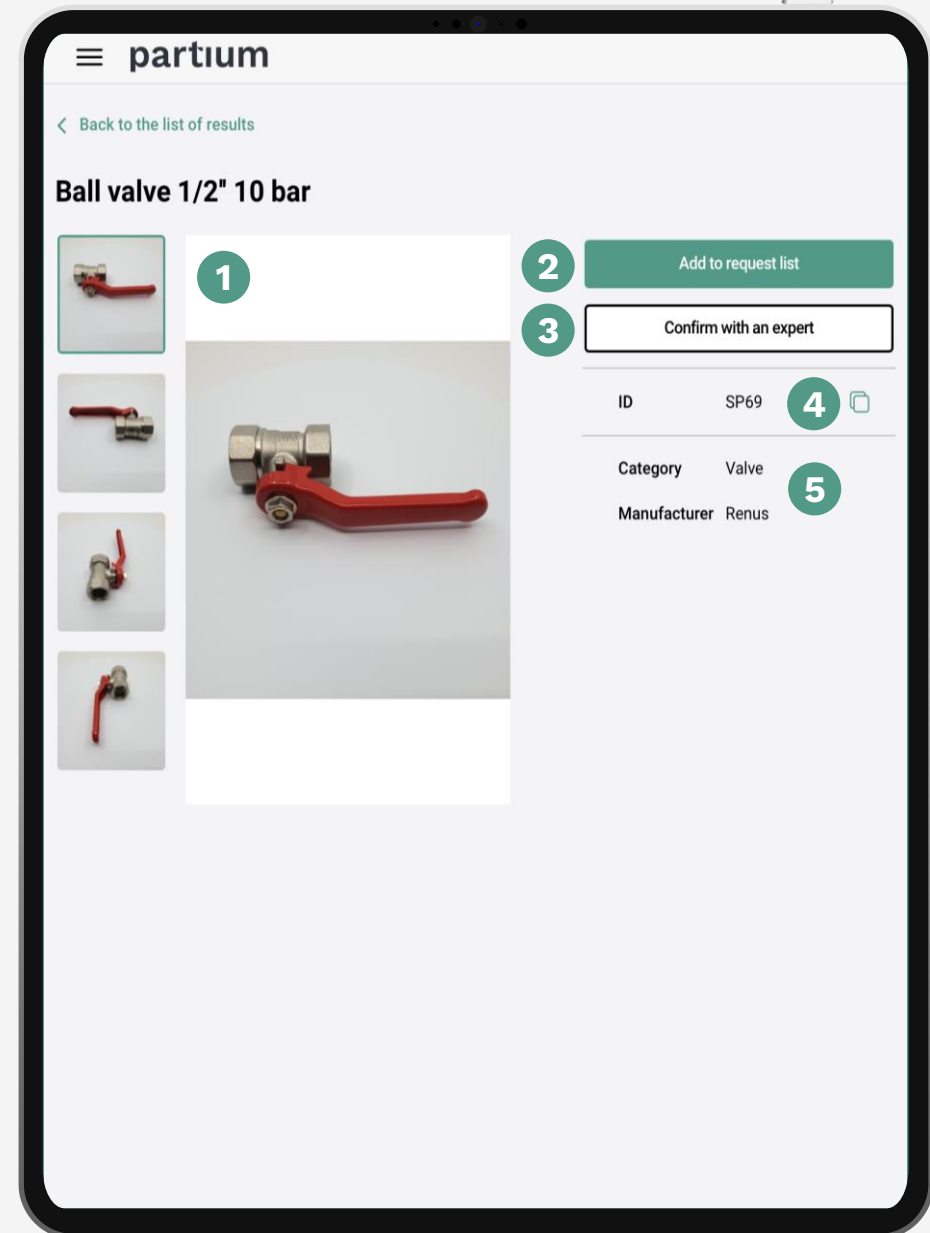 partıum
Back to the list of results
Ball valve 1/2" 10 bar
1
2 Add to request list
3 Confirm with an expert
ID SP69 4
Category Valve
5
Manufacturer Renus